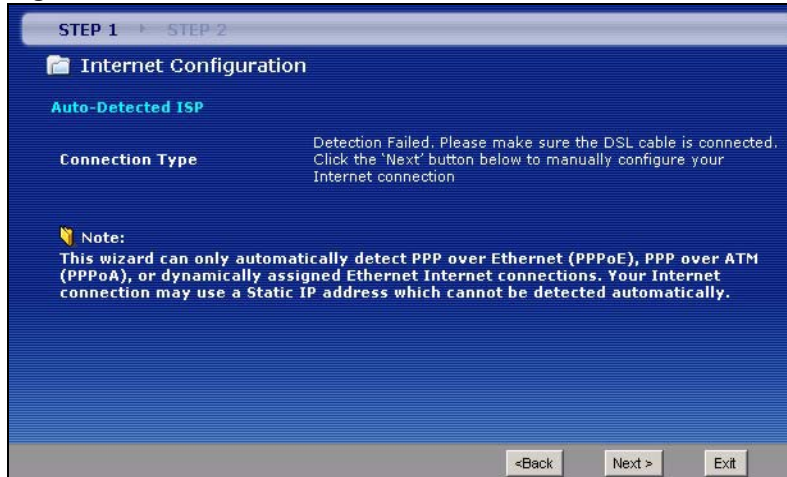 STEP 1 STEP 2
Internet Configuration
Auto-Detected ISP
Connection Type
Detection Failed. Please make sure the DSL cable is connected.
Click the `Next' button below to manually configure your
Internet connection
Note:
This wizard can only automatically detect PPP over Ethernet (PPPoE), PPP over ATM
(PPPoA), or dynamically assigned Ethernet Internet connections. Your Internet
connection may use a Static IP address which cannot be detected automatically.
<Back Next > Exit